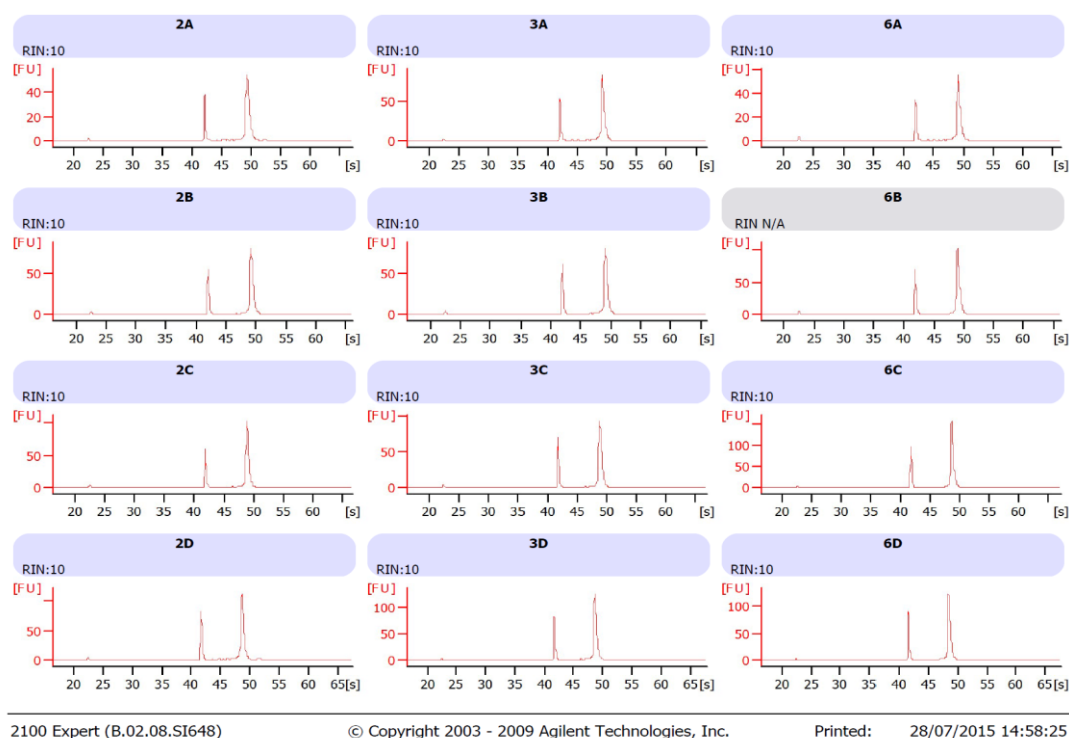 2A 3A 6A
RIN:10 RIN:10 RIN:10
[FU] [FU] [FU]
40 50 40
20 20
0 0 0
20 25 30 35 40 45 50 55 60 [s] 20 25 30 35 40 45 50 55 60 [s] 20 25 30 35 40 45 50 55 60 [s]
2B 3B 6B
RIN:10 RIN:10 RIN N/A
[FU] [FU] [FU]
50 50 50
0 0 0
20 25 30 35 40 45 50 55 60 [s] 20 25 30 35 40 45 50 55 60 [s] 20 25 30 35 40 45 50 55 60 [s]
2C 3C 6C
RIN:10 RIN:10 RIN:10
[FU] [FU] [FU]
100
50 50 50
0 0 0
20 25 30 35 40 45 50 55 60 [s] 20 25 30 35 40 45 50 55 60 [s] 20 25 30 35 40 45 50 55 60 [s]
2D 3D 6D
RIN:10 RIN:10 RIN:10
[FU] [FU] [FU]
100 100
50 50 50
0 0 0
20 25 30 35 40 45 50 55 60 65[s] 20 25 30 35 40 45 50 55 60 65[s] 20 25 30 35 40 45 50 55 60 65[s]
2100 Expert (B.02.08.SI648) © Copyright 2003 - 2009 Agilent Technologies, Inc. Printed: 28/07/2015 14:58:25